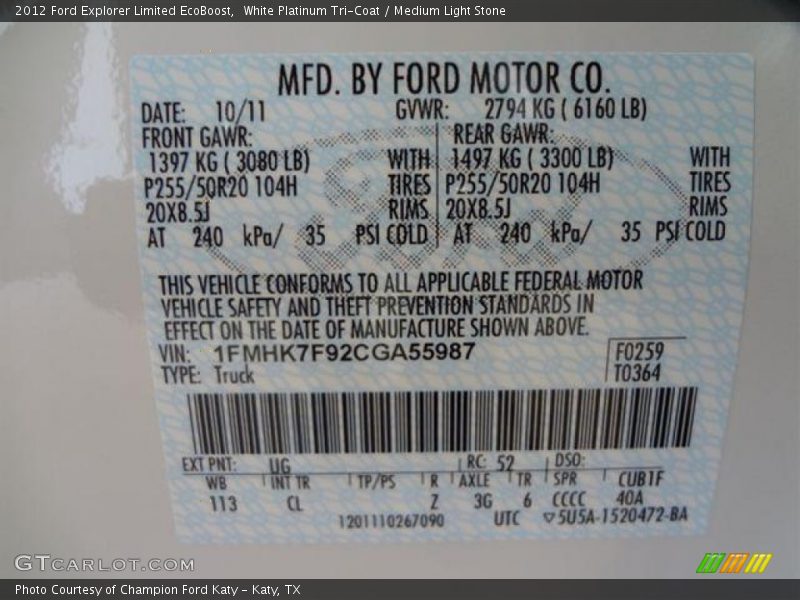 2012 Ford Explorer Limited EcoBoost,  White Platinum Tri-Coat / Medium Light Stone
MFD. BY FORD MOTOR CO.
DATE: 10/11 GVWR: 2794 KG ( 6160 LB)
FRONT GAWR: REAR GAWR:
1397 KG ( 3080 LB) WITH 1497 KG ( 3300 LB) WITH
P255/50R20 104H TIRES P255/50R20 104H TIRES
20X8.5J RIMS 20X8.5J RIMS
AT 240 kPa/ 35 PSI COLD AT 240 kPa/ 35 PSI COLD
THIS VEHICLE CONFORMS TO ALL APPLICABLE FEDERAL MOTOR
VEHICLE SAFETY AND THEFT PREVENTION STANDARDS IN
EFFECT ON THE DATE OF MANUFACTURE SHOWN ABOVE.
VIN: 1FMHK7F92CGA55987 F0259
TYPE: Truck T0364
EXT PNT: UG RC: 52 DSO:
WB INT TR TP/PS R AXLE TR SPR CUB1F
113 CL Z 3G 6 CCCC 40A
1201110267090 UTC ▽5U5A-1520472-BA
GTCARLOT.COM
Photo Courtesy of Champion Ford Katy - Katy, TX